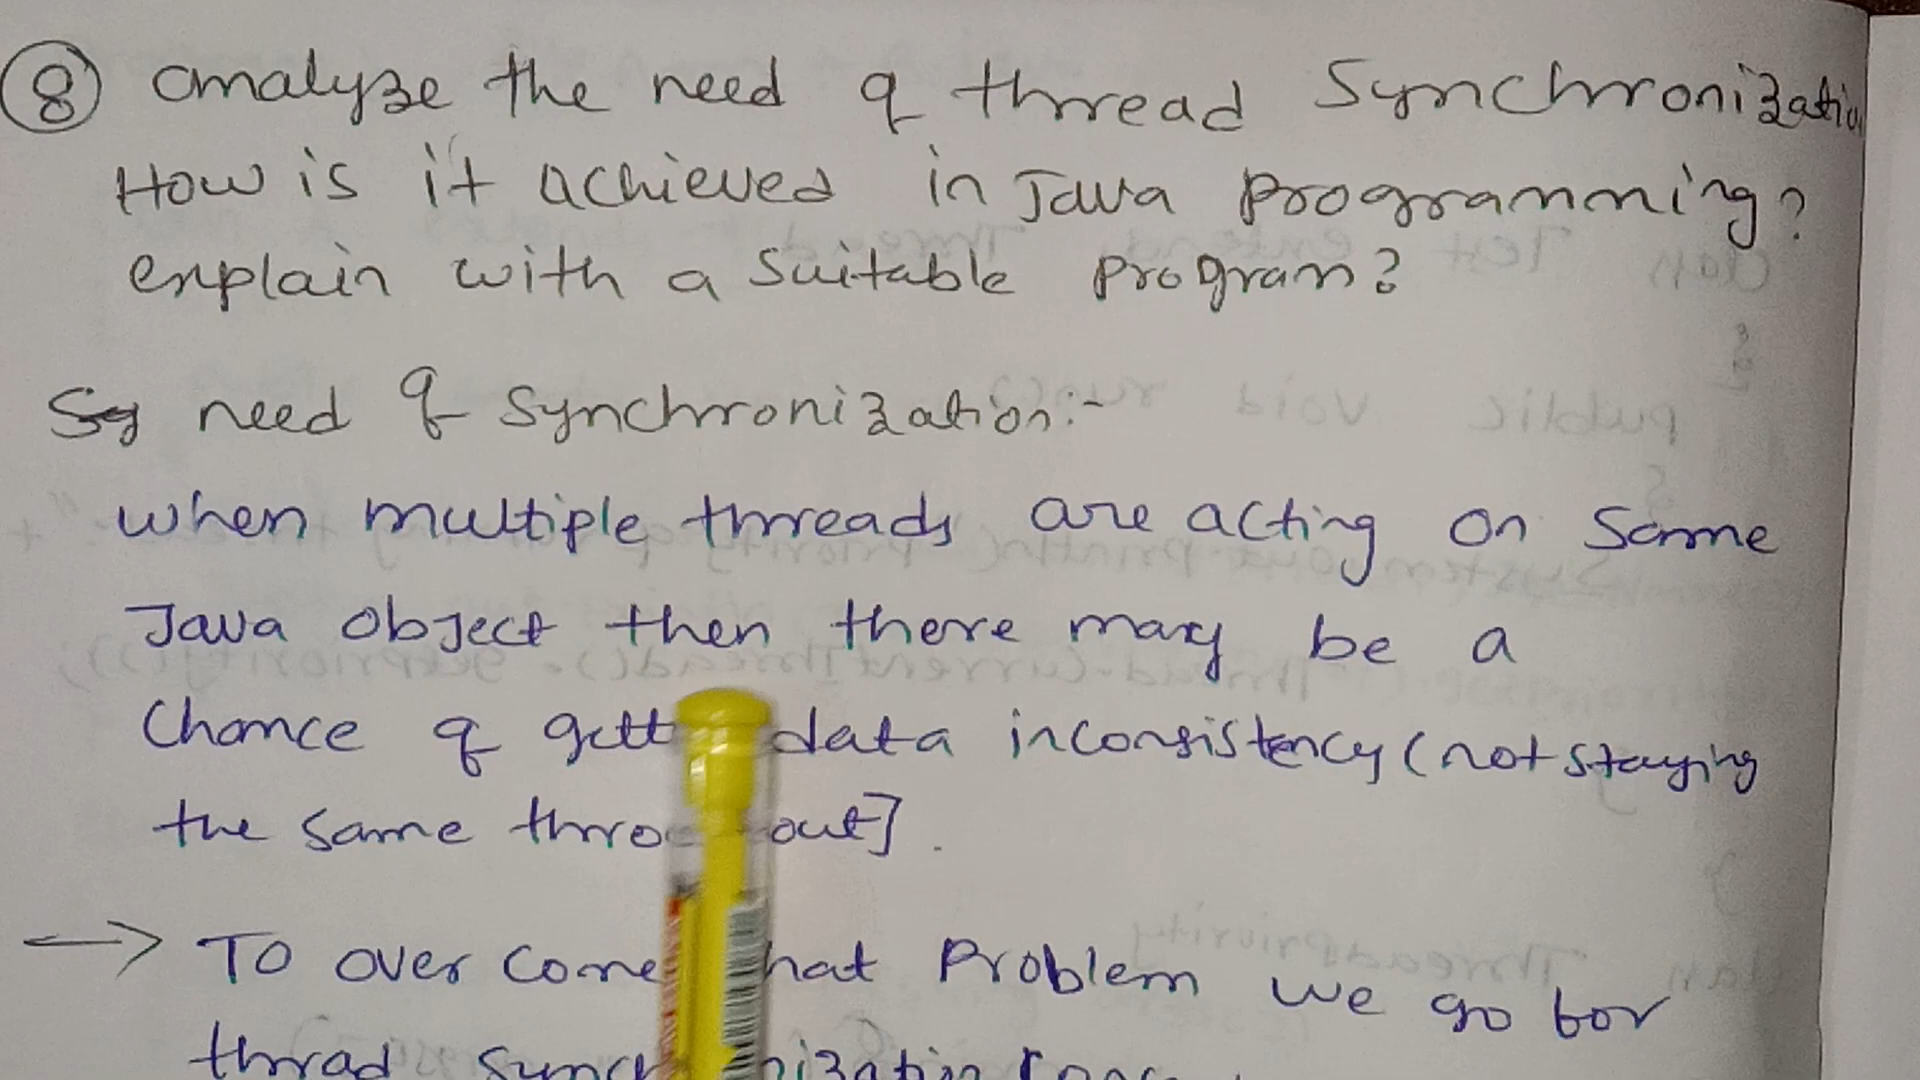 8 analyze the need of thread Synchronization
How is it achieved in Java programming?
explain with a suitable program?
Sy need of Synchronization:-
when multiple threads are acting on Same
Java object then there may be a
Chance of data inconsistency (not staying
the same out]
→ To over come Problem we go for
thrad